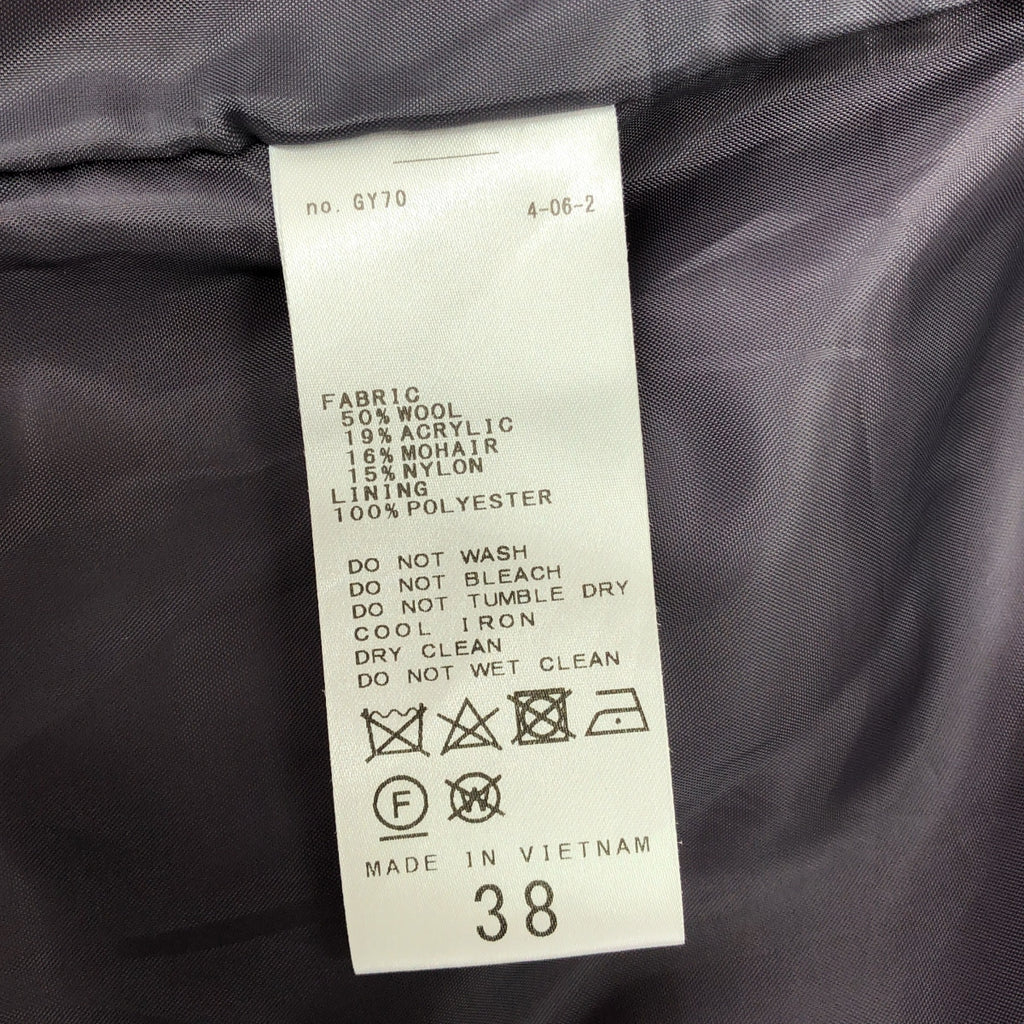 no. GY70 4-06-2
FABRIC
50% WOOL
19% ACRYLIC
16% MOHAIR
15% NYLON
LINING
100% POLYESTER
DO NOT WASH
DO NOT BLEACH
DO NOT TUMBLE DRY
COOL IRON
DRY CLEAN
DO NOT WET CLEAN
F W
MADE IN VIETNAM
38